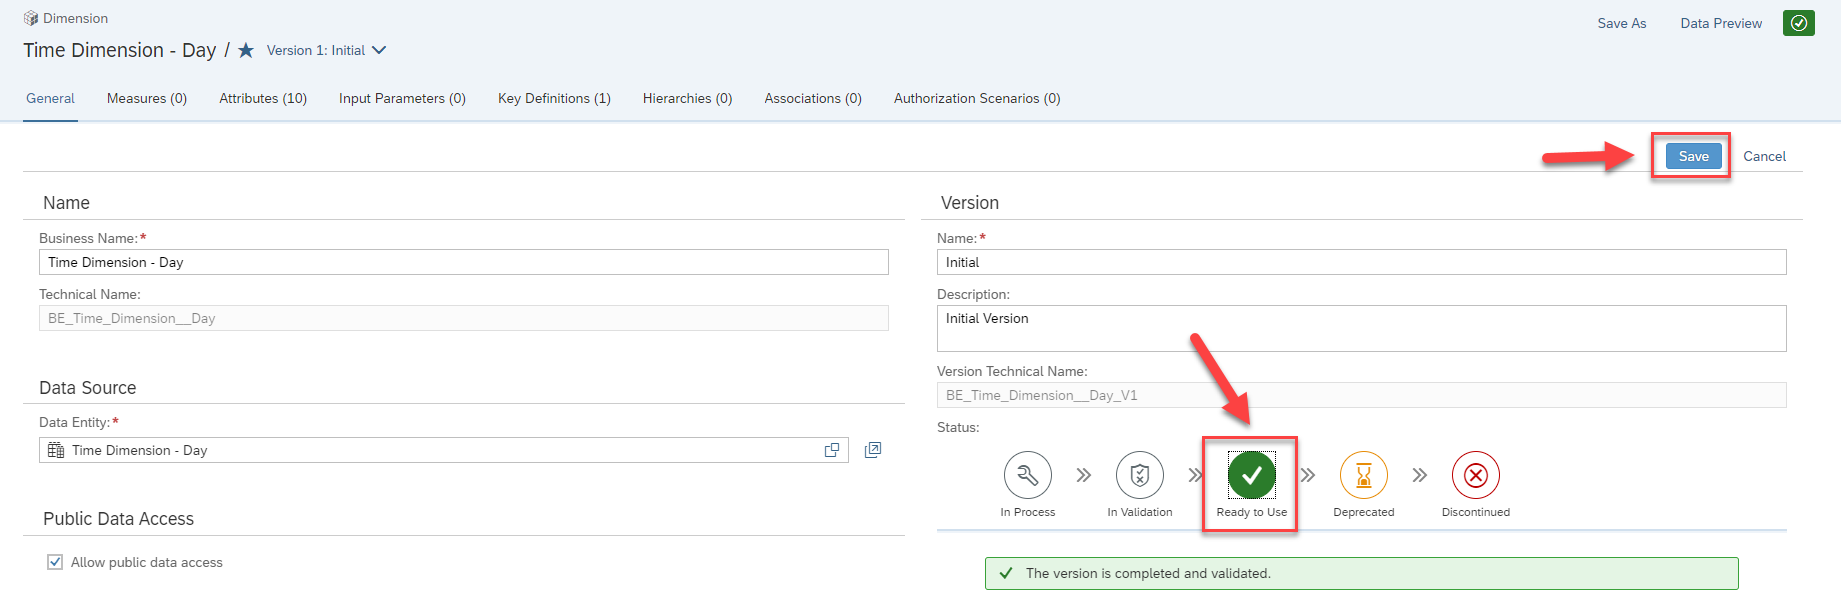 Dimension
Save As Data Preview
Time Dimension - Day / Version 1: Initial
General Measures (0) Attributes (10) Input Parameters (0) Key Definitions (1) Hierarchies (0) Associations (0) Authorization Scenarios (0)
Save Cancel
Name
Business Name:*
Time Dimension - Day
Technical Name:
BE_Time_Dimension__Day
Data Source
Data Entity:*
Time Dimension - Day
Public Data Access
Allow public data access
Version
Name:*
Initial
Description:
Initial Version
Version Technical Name:
BE_Time_Dimension__Day_V1
Status:
In Process In Validation Ready to Use Deprecated Discontinued
The version is completed and validated.